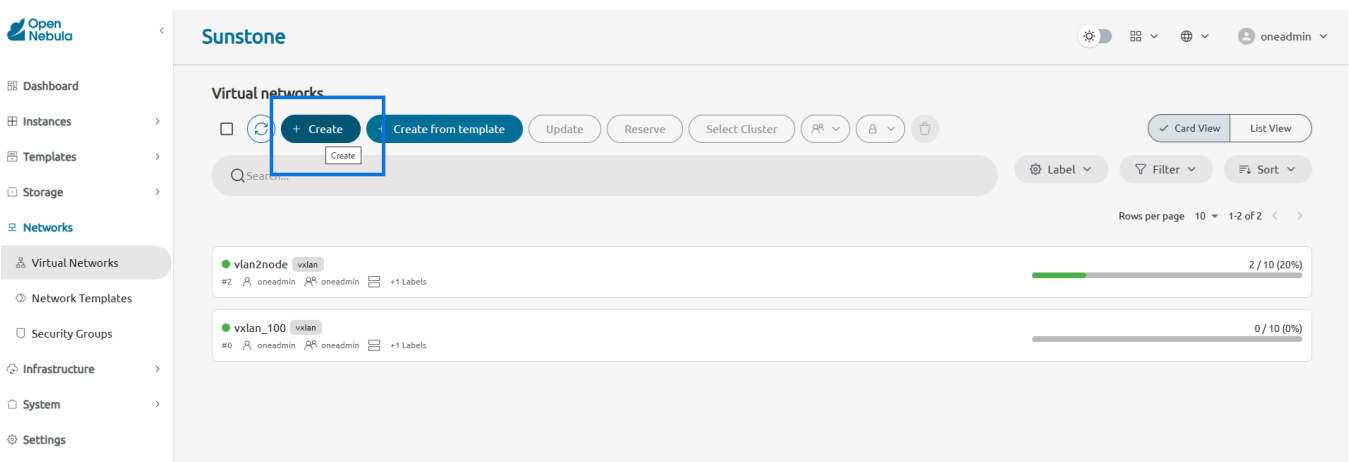 Open
Nebula
Sunstone
oneadmin
Dashboard
Instances
Templates
Storage
Networks
Virtual Networks
Network Templates
Security Groups
Infrastructure
System
Settings
Virtual networks
+ Create
+ Create from template
Update
Reserve
Select Cluster
Card View
List View
Create
Search...
Label
Filter
Sort
Rows per page 10 1-2 of 2
vlan2node vxlan
2 / 10 (20%)
#2 oneadmin oneadmin +1 Labels
vxlan_100 vxlan
0 / 10 (0%)
#0 oneadmin oneadmin +1 Labels